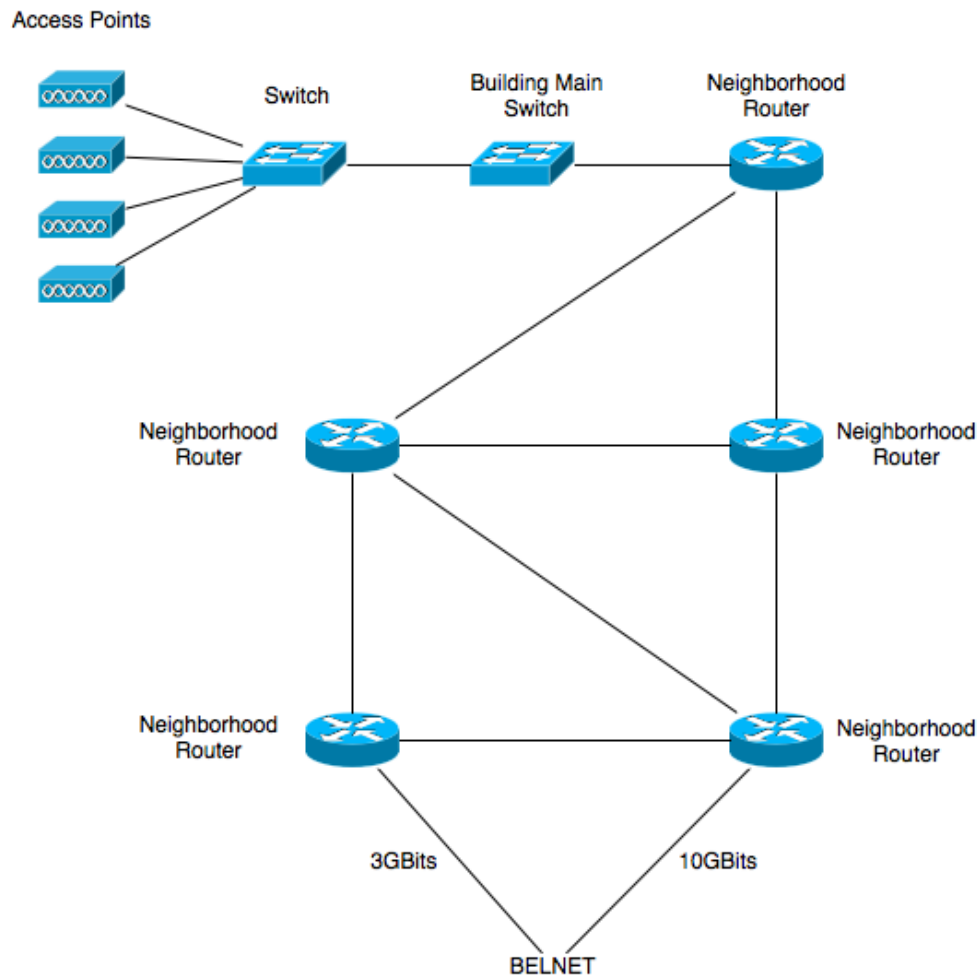 Access Points
Switch
Building Main
Switch
Neighborhood
Router
Neighborhood
Router
Neighborhood
Router
Neighborhood
Router
Neighborhood
Router
3GBits
10GBits
BELNET